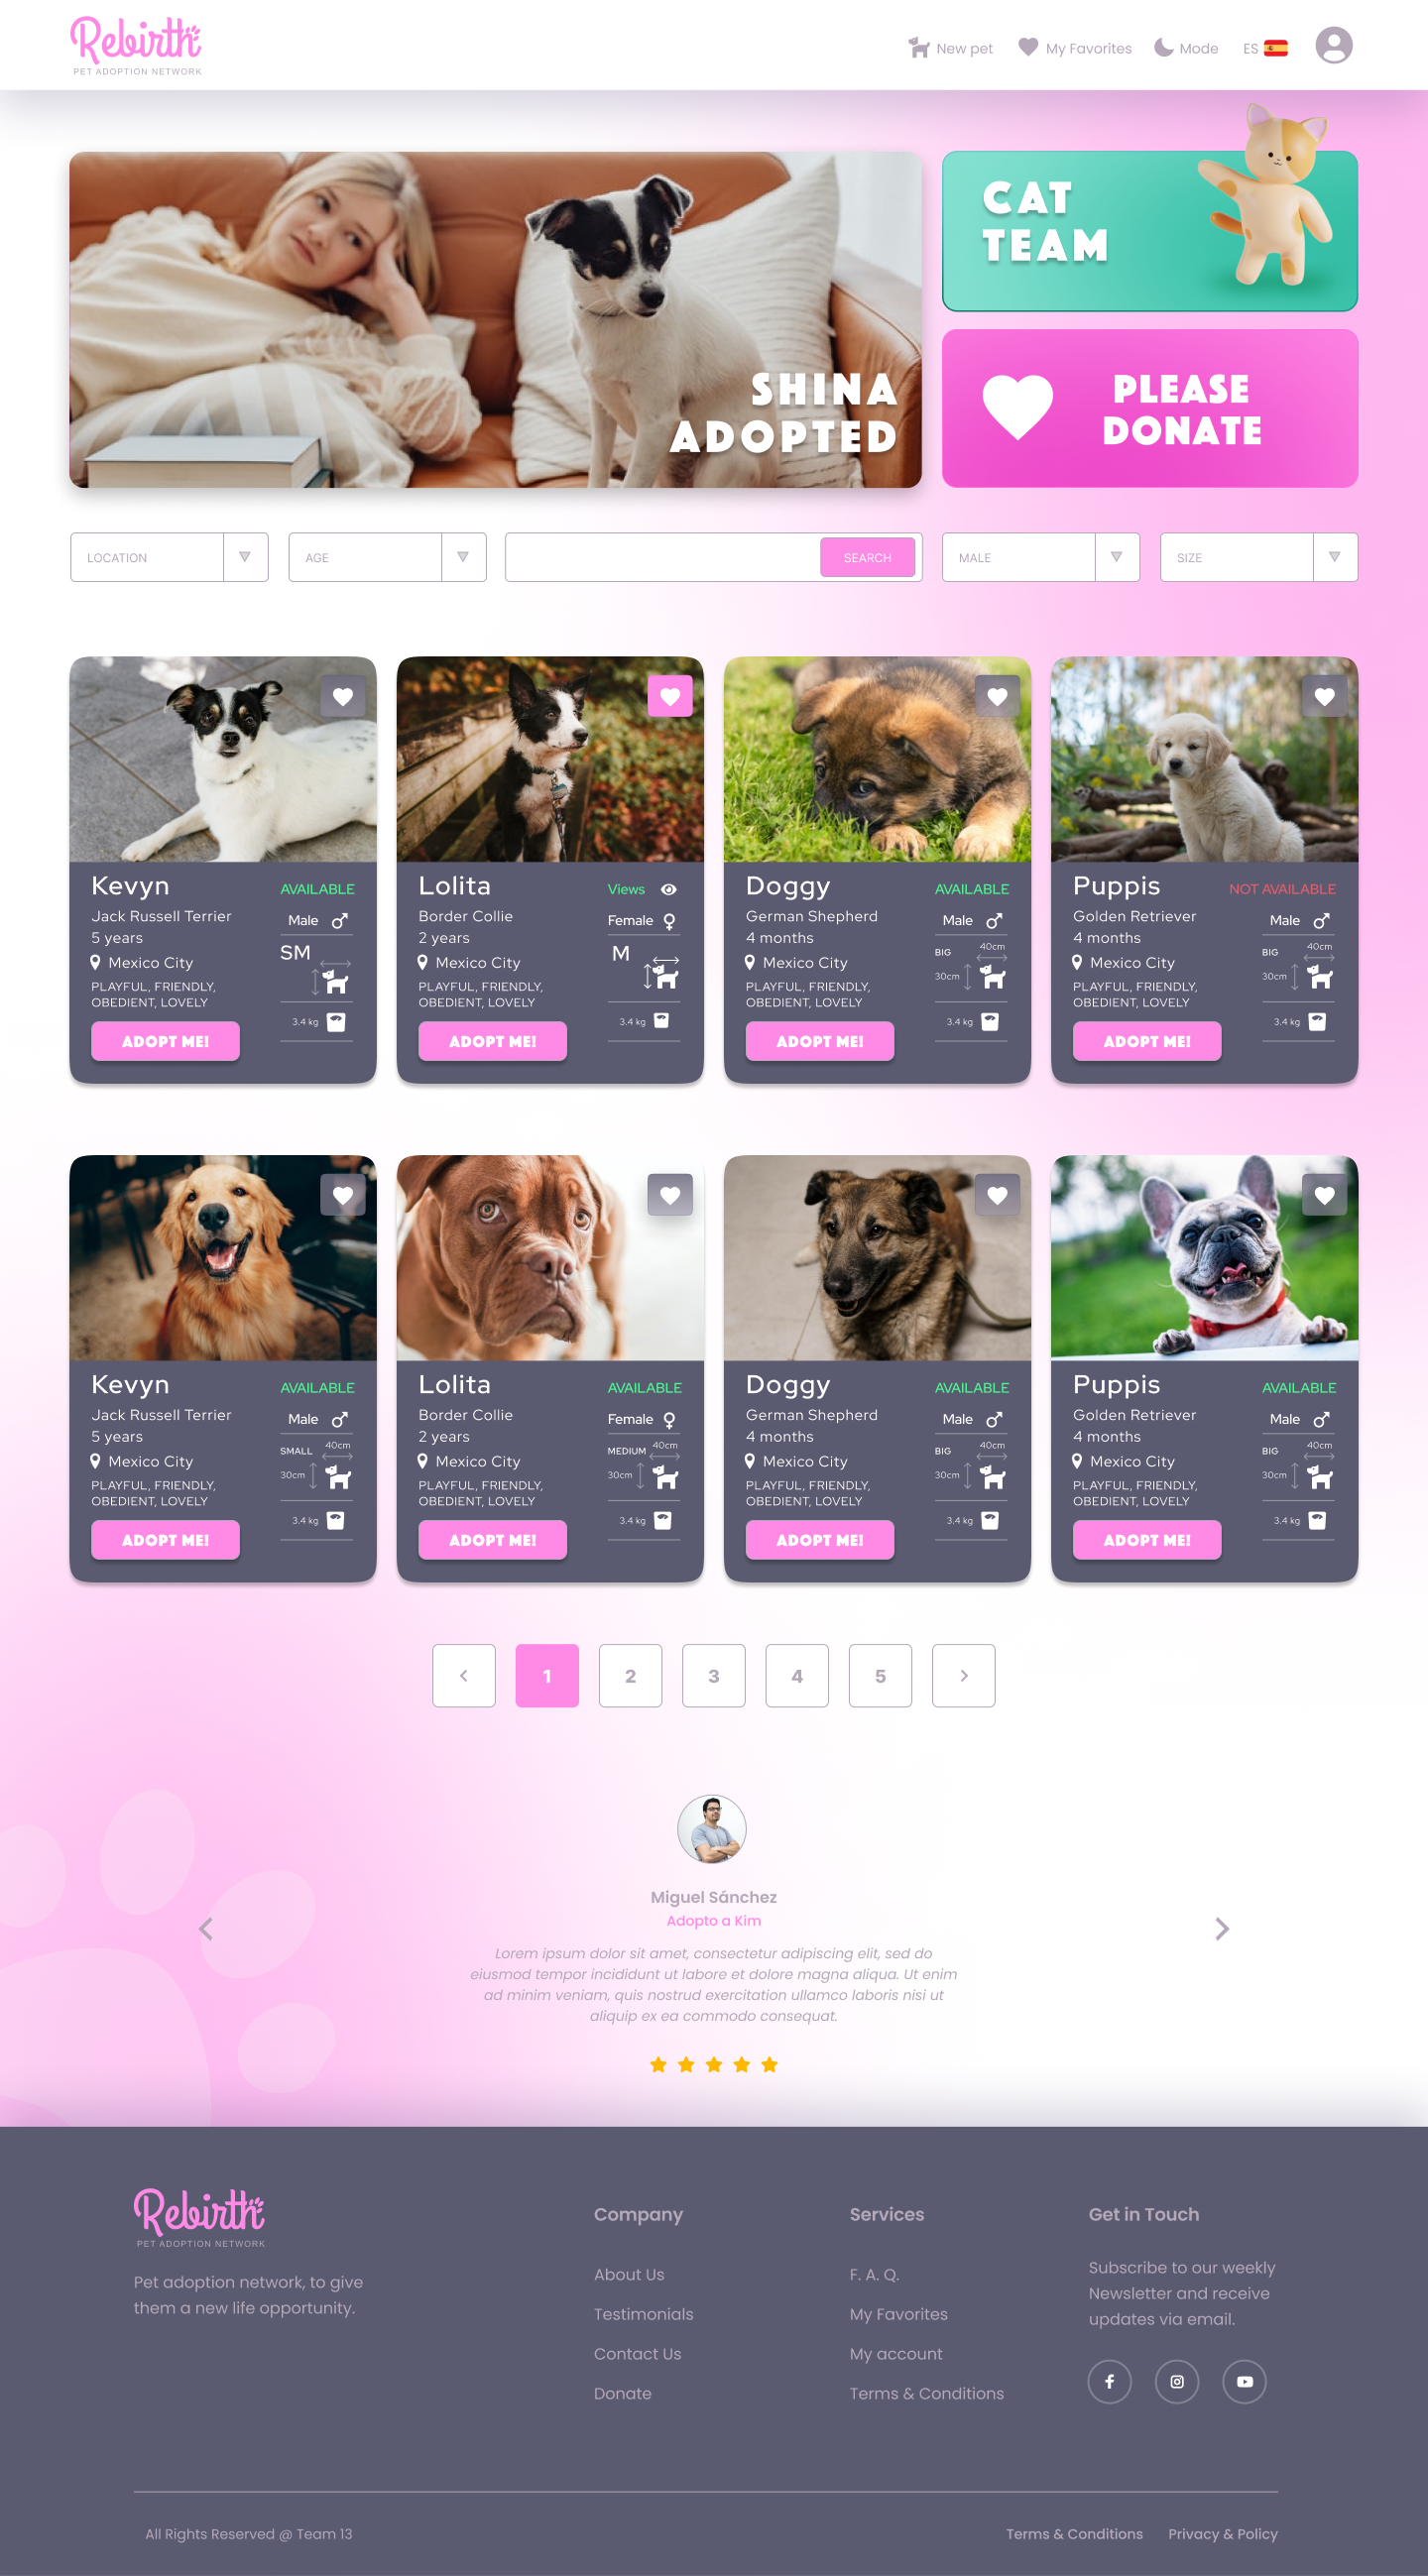 Rebirth
PET ADOPTION NETWORK
New pet
My Favorites
Mode
ES
SHINA
ADOPTED
CAT
TEAM
PLEASE
DONATE
LOCATION
AGE
SEARCH
MALE
SIZE
Kevyn
AVAILABLE
Jack Russell Terrier
Male
5 years
SM
Mexico City
PLAYFUL, FRIENDLY,
OBEDIENT, LOVELY
3.4 kg
ADOPT ME!
Lolita
Views
Border Collie
Female
2 years
M
Mexico City
PLAYFUL, FRIENDLY,
OBEDIENT, LOVELY
3.4 kg
ADOPT ME!
Doggy
AVAILABLE
German Shepherd
Male
4 months
BIG
40cm
Mexico City
30cm
PLAYFUL, FRIENDLY,
OBEDIENT, LOVELY
3.4 kg
ADOPT ME!
Puppis
NOT AVAILABLE
Golden Retriever
Male
4 months
BIG
40cm
Mexico City
30cm
PLAYFUL, FRIENDLY,
OBEDIENT, LOVELY
3.4 kg
ADOPT ME!
Kevyn
AVAILABLE
Jack Russell Terrier
Male
5 years
SMALL
40cm
Mexico City
30cm
PLAYFUL, FRIENDLY,
OBEDIENT, LOVELY
3.4 kg
ADOPT ME!
Lolita
AVAILABLE
Border Collie
Female
2 years
MEDIUM
40cm
Mexico City
30cm
PLAYFUL, FRIENDLY,
OBEDIENT, LOVELY
3.4 kg
ADOPT ME!
Doggy
AVAILABLE
German Shepherd
Male
4 months
BIG
40cm
Mexico City
30cm
PLAYFUL, FRIENDLY,
OBEDIENT, LOVELY
3.4 kg
ADOPT ME!
Puppis
AVAILABLE
Golden Retriever
Male
4 months
BIG
40cm
Mexico City
30cm
PLAYFUL, FRIENDLY,
OBEDIENT, LOVELY
3.4 kg
ADOPT ME!
1
2
3
4
5
Miguel Sánchez
Adopto a Kim
Lorem ipsum dolor sit amet, consectetur adipiscing elit, sed do
eiusmod tempor incididunt ut labore et dolore magna aliqua. Ut enim
ad minim veniam, quis nostrud exercitation ullamco laboris nisi ut
aliquip ex ea commodo consequat.
Rebirth
PET ADOPTION NETWORK
Pet adoption network, to give
them a new life opportunity.
Company
About Us
Testimonials
Contact Us
Donate
Services
F. A. Q.
My Favorites
My account
Terms & Conditions
Get in Touch
Subscribe to our weekly
Newsletter and receive
updates via email.
All Rights Reserved @ Team 13
Terms & Conditions
Privacy & Policy